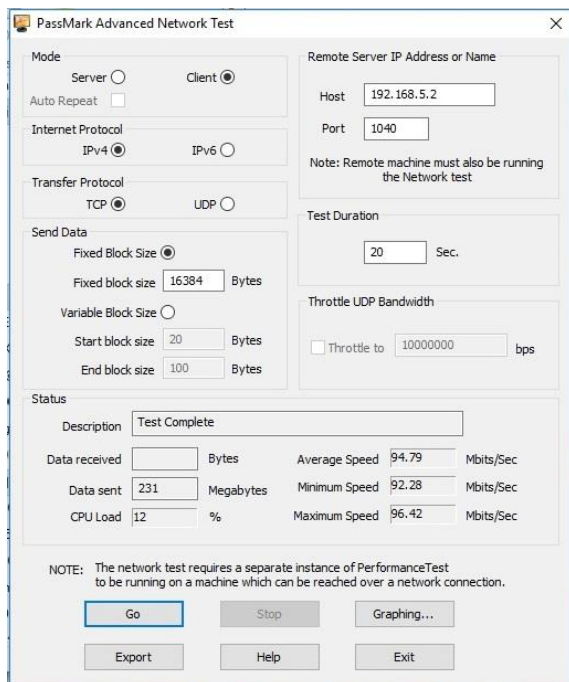 PassMark Advanced Network Test
Mode
Server
Client
Auto Repeat
Internet Protocol
IPv4
IPv6
Transfer Protocol
TCP
UDP
Send Data
Fixed Block Size
Fixed block size 16384 Bytes
Variable Block Size
Start block size 20 Bytes
End block size 100 Bytes
Remote Server IP Address or Name
Host 192.168.5.2
Port 1040
Note: Remote machine must also be running
the Network test
Test Duration
20 Sec.
Throttle UDP Bandwidth
Throttle to 10000000 bps
Status
Description Test Complete
Data received Bytes
Data sent 231 Megabytes
CPU Load 12 %
Average Speed 94.79 Mbits/Sec
Minimum Speed 92.28 Mbits/Sec
Maximum Speed 96.42 Mbits/Sec
NOTE: The network test requires a separate instance of PerformanceTest
to be running on a machine which can be reached over a network connection.
Go
Stop
Graphing...
Export
Help
Exit